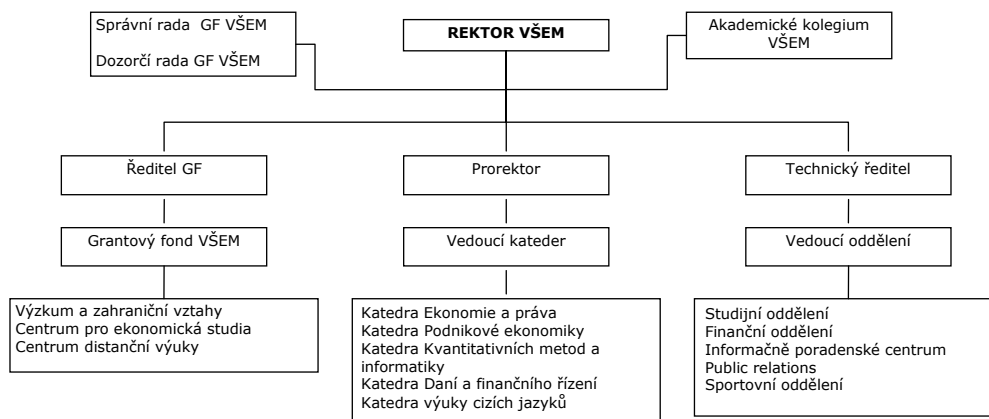 Správní rada GF VŠEM
Dozorčí rada GF VŠEM
REKTOR VŠEM
Akademické kolegium
VŠEM
Ředitel GF
Prorektor
Technický ředitel
Grantový fond VŠEM
Vedoucí kateder
Vedoucí oddělení
Výzkum a zahraniční vztahy
Centrum pro ekonomická studia
Centrum distanční výuky
Katedra Ekonomie a práva
Katedra Podnikové ekonomiky
Katedra Kvantitativních metod a
informatiky
Katedra Daní a finančního řízení
Katedra výuky cizích jazyků
Studijní oddělení
Finanční oddělení
Informačně poradenské centrum
Public relations
Sportovní oddělení